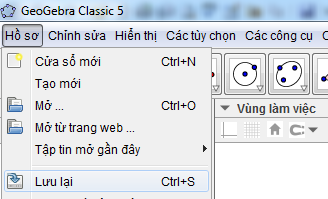 GeoGebra Classic 5
Hồ sơ Chỉnh sửa Hiển thị Các tùy chọn Các công cụ
Cửa sổ mới Ctrl+N
Tạo mới
Mở ... Ctrl+O
Mở từ trang web ...
Tập tin mở gần đây
Vùng làm việc
Lưu lại Ctrl+S